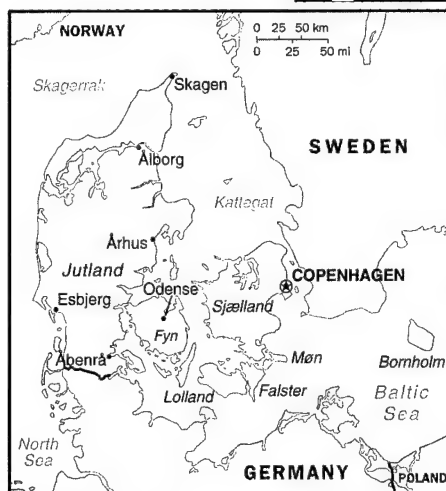 NORWAY
0 25 50 km
0 25 50 mi
Skagerrak
Skagen
SWEDEN
Ålborg
Kattegat
Århus
Jutland
COPENHAGEN
Odense
Esbjerg
Sjælland
Fyn
Åbenrå
Møn
Bornholm
Lolland
Falster
Baltic
Sea
North
Sea
GERMANY
POLAND